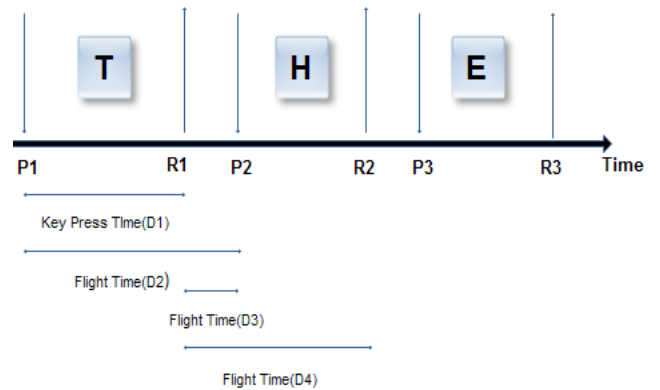 T H E
P1 R1 P2 R2 P3 R3 Time
Key Press TIme(D1)
Flight Time(D2)
Flight Time(D3)
Flight Time(D4)